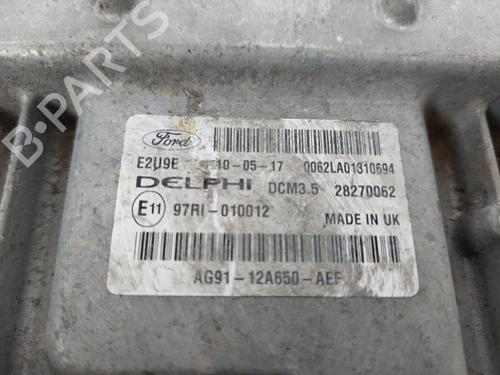 Ford
E2U9E 10-05-17 0062LA01310694
DELPHI DCM3.5 28270062
E11 97RI-010012 MADE IN UK
AG91-12A650-AEF
B-PARTS